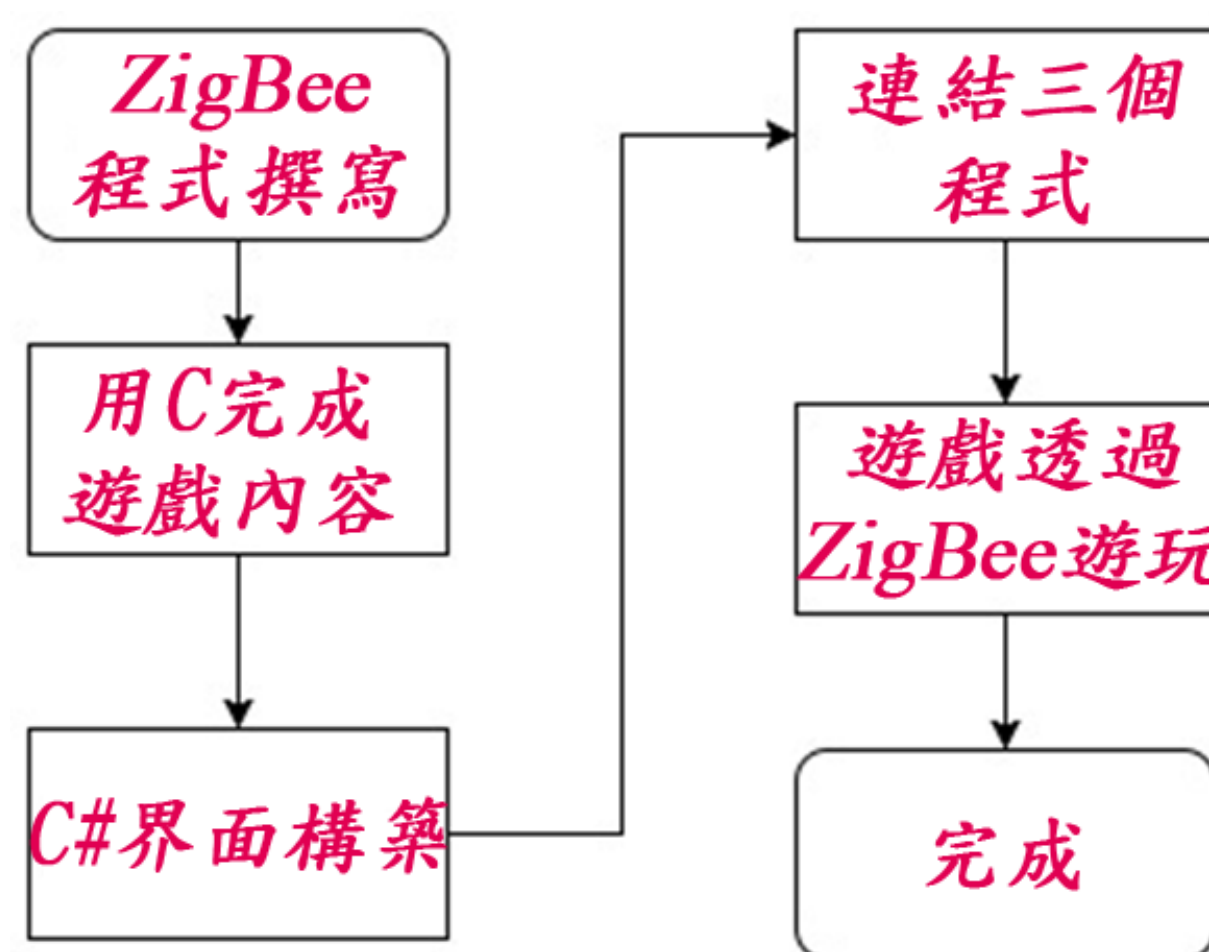 ZigBee
程式撰寫
用C完成
遊戲內容
C#界面構築
連結三個
程式
遊戲透過
ZigBee遊玩
完成